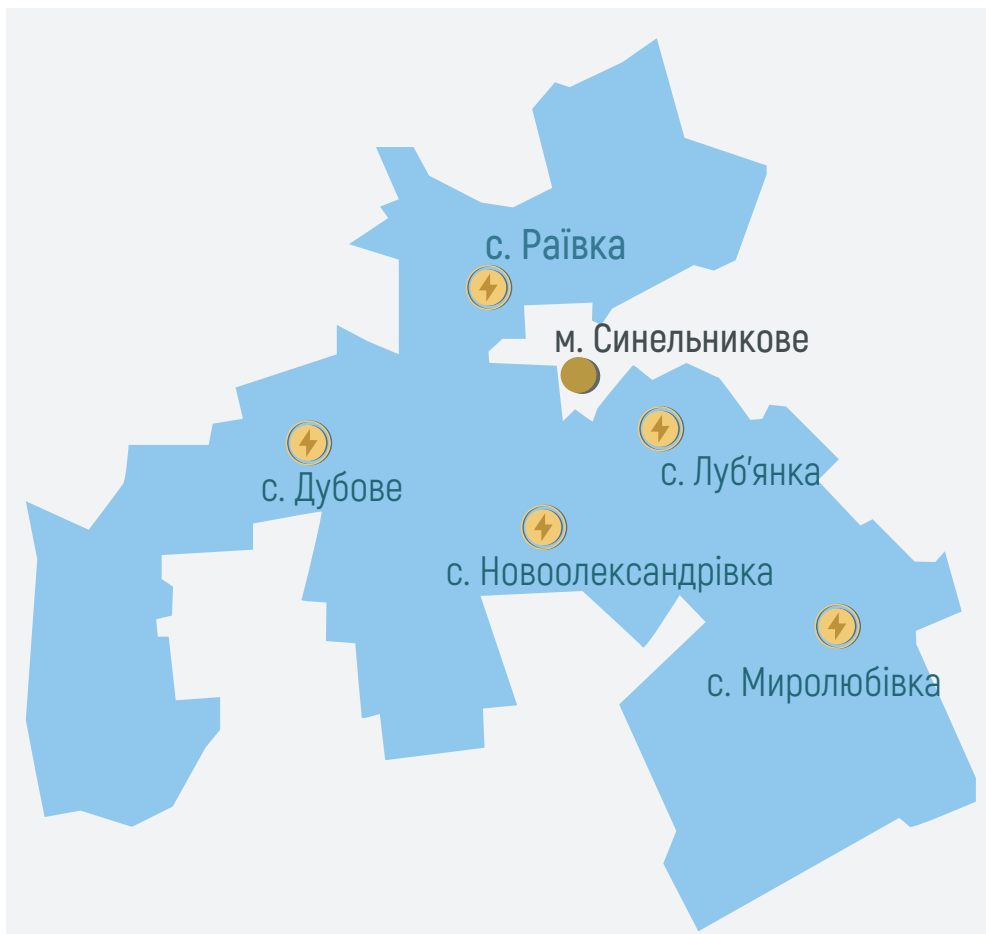 с. Раївка
м. Синельникове
с. Луб'янка
с. Дубове
с. Новоолександрівка
с. Миролюбівка